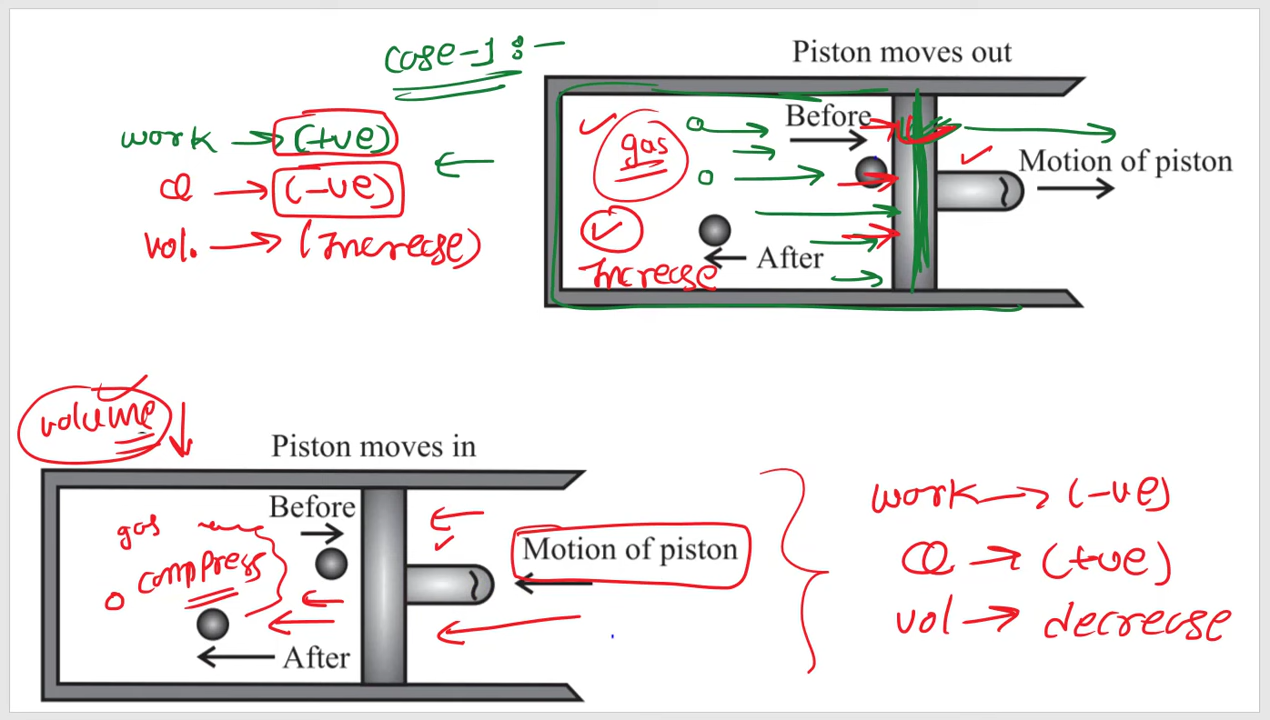 case-1:-
Piston moves out
work → (+ve)
Q → (-ve)
vol. → (Increase)
Before
gas
Motion of piston
After
Increase
volume ↓
Piston moves in
Before
gas
compress
Motion of piston
After
work → (-ve)
Q → (+ve)
vol → decrease